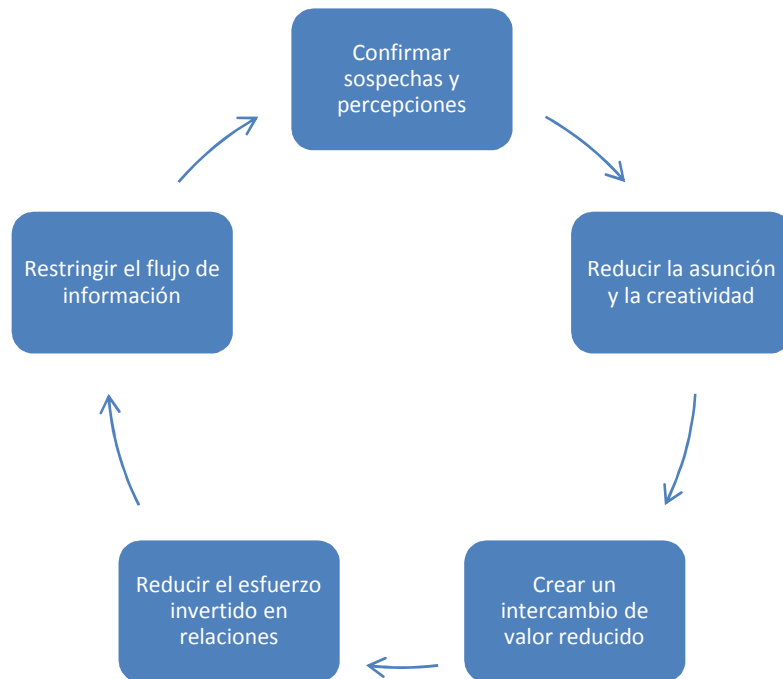 Confirmar
sospechas y
percepciones
Reducir la asunción
y la creatividad
Crear un
intercambio de
valor reducido
Reducir el esfuerzo
invertido en
relaciones
Restringir el flujo de
información